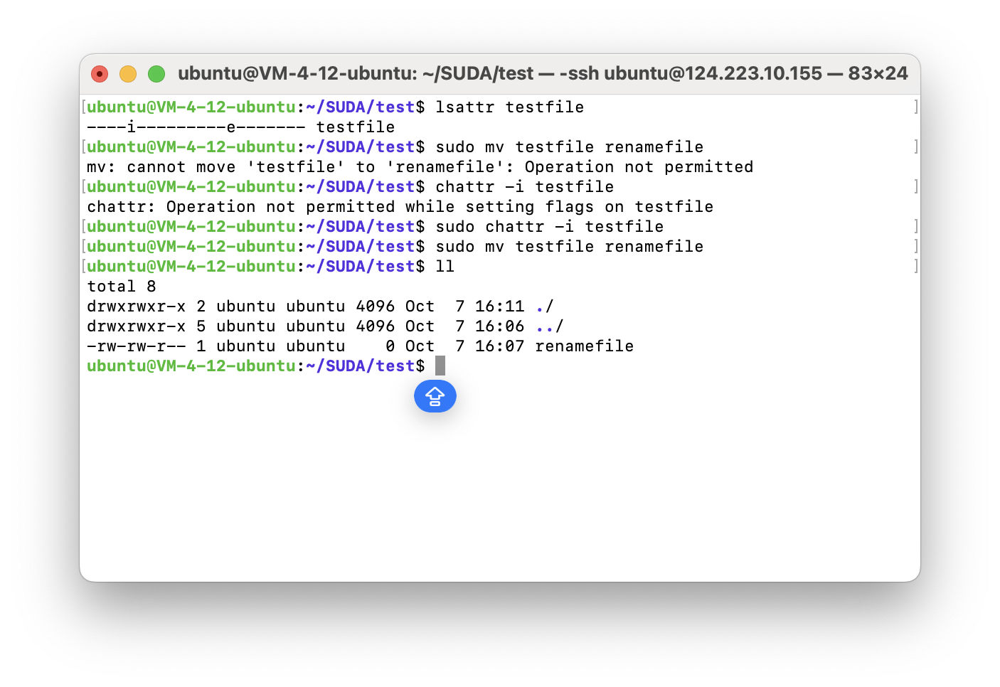 ubuntu@VM-4-12-ubuntu: ~/SUDA/test — -ssh ubuntu@124.223.10.155 — 83×24
[ubuntu@VM-4-12-ubuntu:~/SUDA/test$ lsattr testfile ]
----i---------e------- testfile
[ubuntu@VM-4-12-ubuntu:~/SUDA/test$ sudo mv testfile renamefile ]
mv: cannot move 'testfile' to 'renamefile': Operation not permitted
[ubuntu@VM-4-12-ubuntu:~/SUDA/test$ chattr -i testfile ]
chattr: Operation not permitted while setting flags on testfile
[ubuntu@VM-4-12-ubuntu:~/SUDA/test$ sudo chattr -i testfile ]
[ubuntu@VM-4-12-ubuntu:~/SUDA/test$ sudo mv testfile renamefile ]
[ubuntu@VM-4-12-ubuntu:~/SUDA/test$ ll ]
total 8
drwxrwxr-x 2 ubuntu ubuntu 4096 Oct  7 16:11 ./
drwxrwxr-x 5 ubuntu ubuntu 4096 Oct  7 16:06 ../
-rw-rw-r-- 1 ubuntu ubuntu    0 Oct  7 16:07 renamefile
ubuntu@VM-4-12-ubuntu:~/SUDA/test$